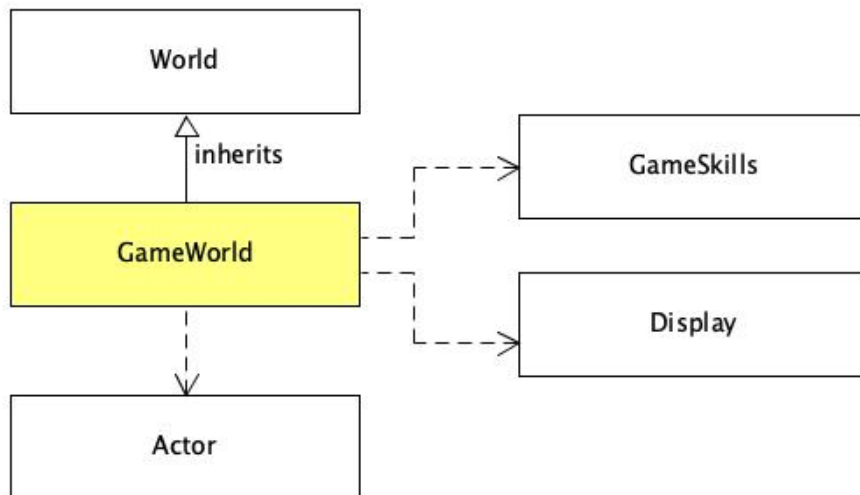 World
inherits
GameSkills
GameWorld
Display
Actor